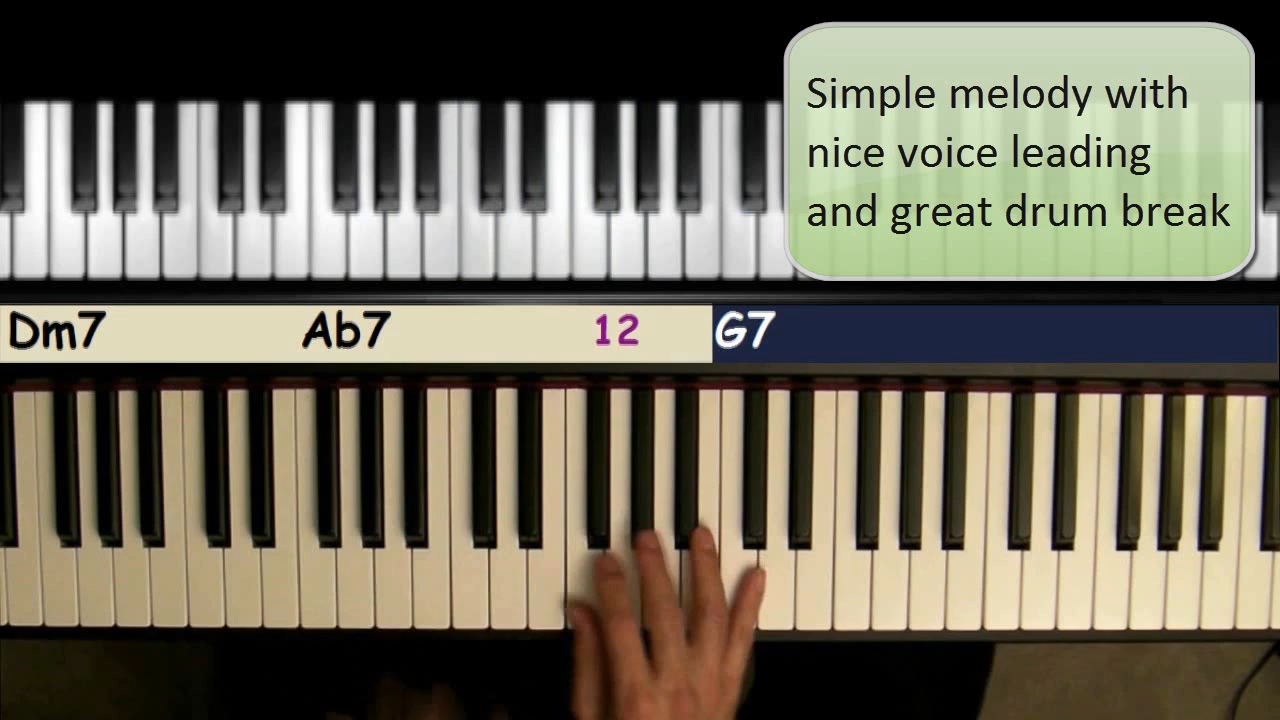 Simple melody with
nice voice leading
and great drum break
Dm7 Ab7 12 G7